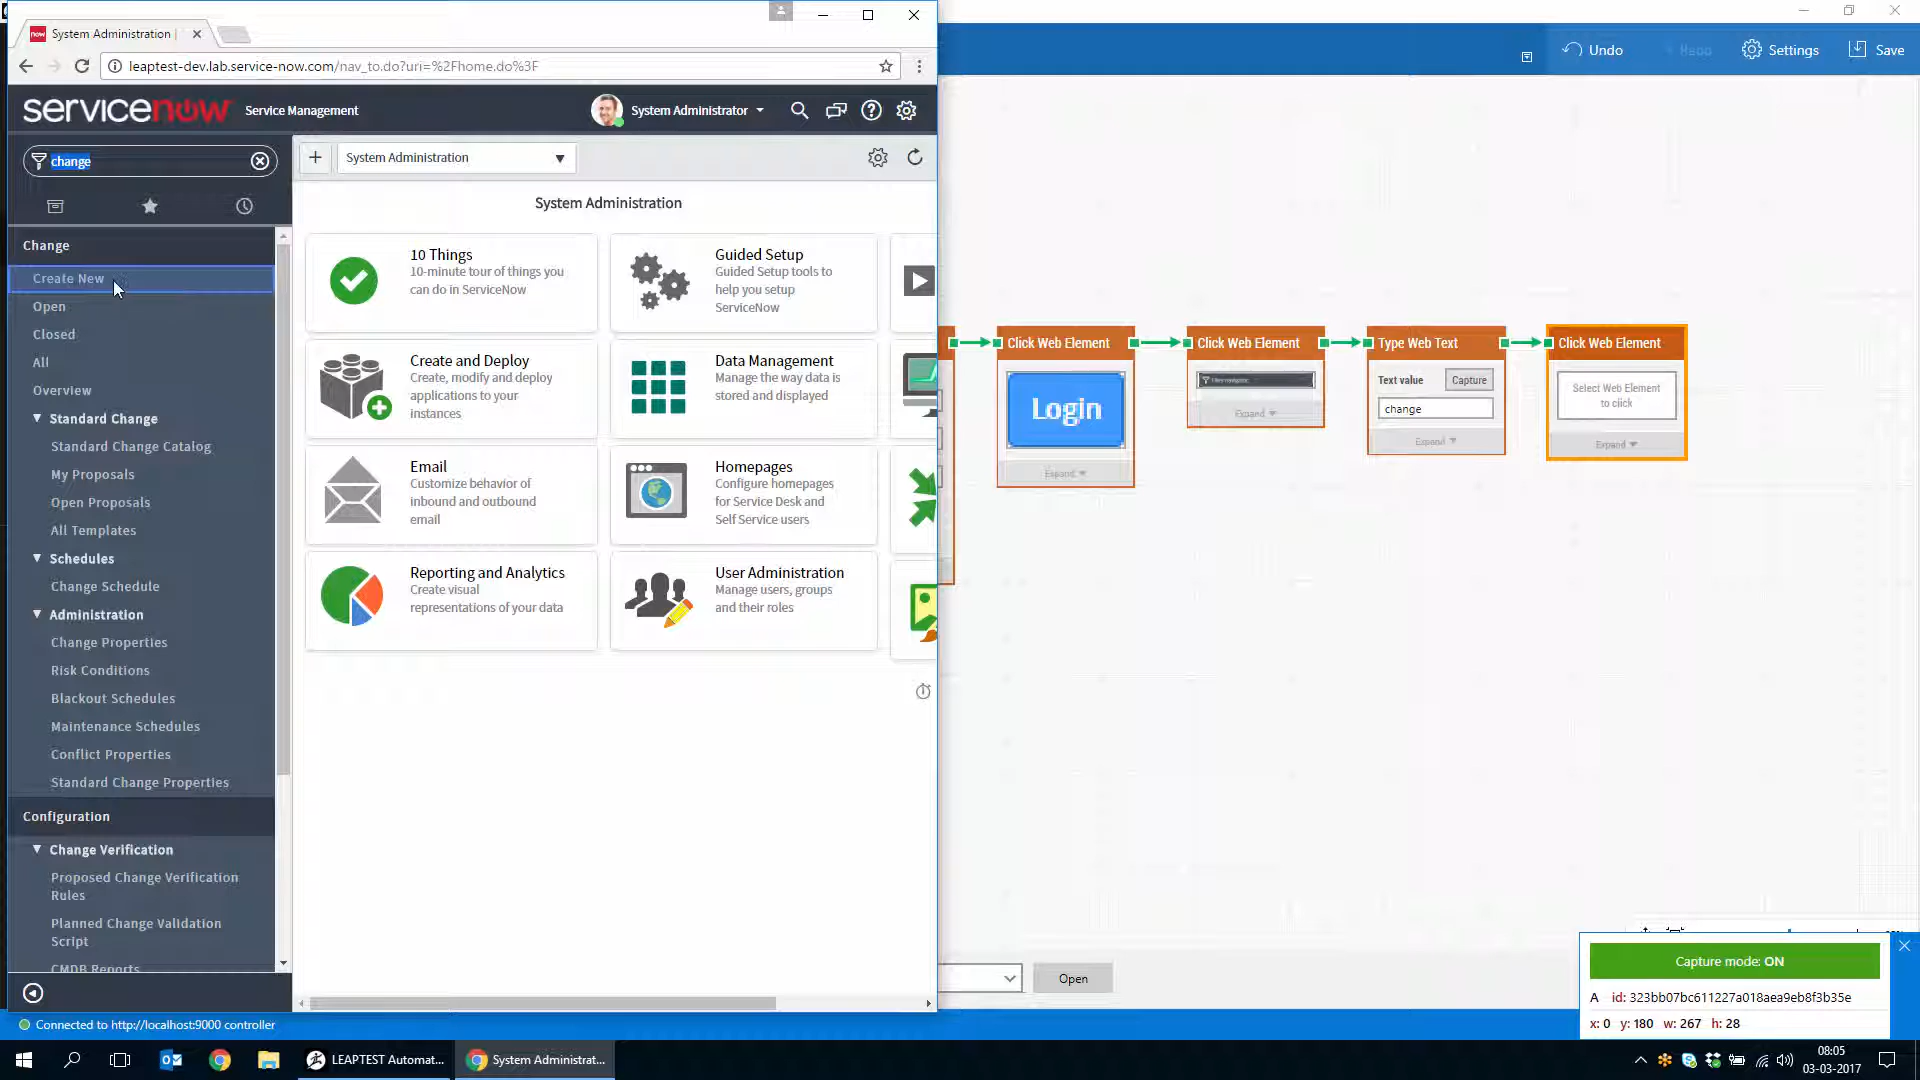 System Administration |
leaptest-dev.lab.service-now.com/nav_to.do?uri=%2Fhome.do%3F
Undo
Redo
Settings
Save
servicenow
Service Management
System Administrator
change
System Administration
System Administration
Change
Create New
Open
Closed
All
Overview
Standard Change
Standard Change Catalog
My Proposals
Open Proposals
All Templates
Schedules
Change Schedule
Administration
Change Properties
Risk Conditions
Blackout Schedules
Maintenance Schedules
Conflict Properties
Standard Change Properties
Configuration
Change Verification
Proposed Change Verification
Rules
Planned Change Validation
Script
CMDB Reports
10 Things
10-minute tour of things you
can do in ServiceNow
Guided Setup
Guided Setup tools to
help you setup
ServiceNow
Create and Deploy
Create, modify and deploy
applications to your
instances
Data Management
Manage the way data is
stored and displayed
Email
Customize behavior of
inbound and outbound
email
Homepages
Configure homepages
for Service Desk and
Self Service users
Reporting and Analytics
Create visual
representations of your data
User Administration
Manage users, groups
and their roles
Click Web Element
Login
Expand
Click Web Element
Filter navigator
Expand
Type Web Text
Text value
Capture
change
Expand
Click Web Element
Select Web Element
to click
Expand
Open
Capture mode: ON
A id: 323bb07bc611227a018aea9eb8f3b35e
x: 0 y: 180 w: 267 h: 28
Connected to http://localhost:9000 controller
LEAPTEST Automat...
System Administrat...
08:05
03-03-2017